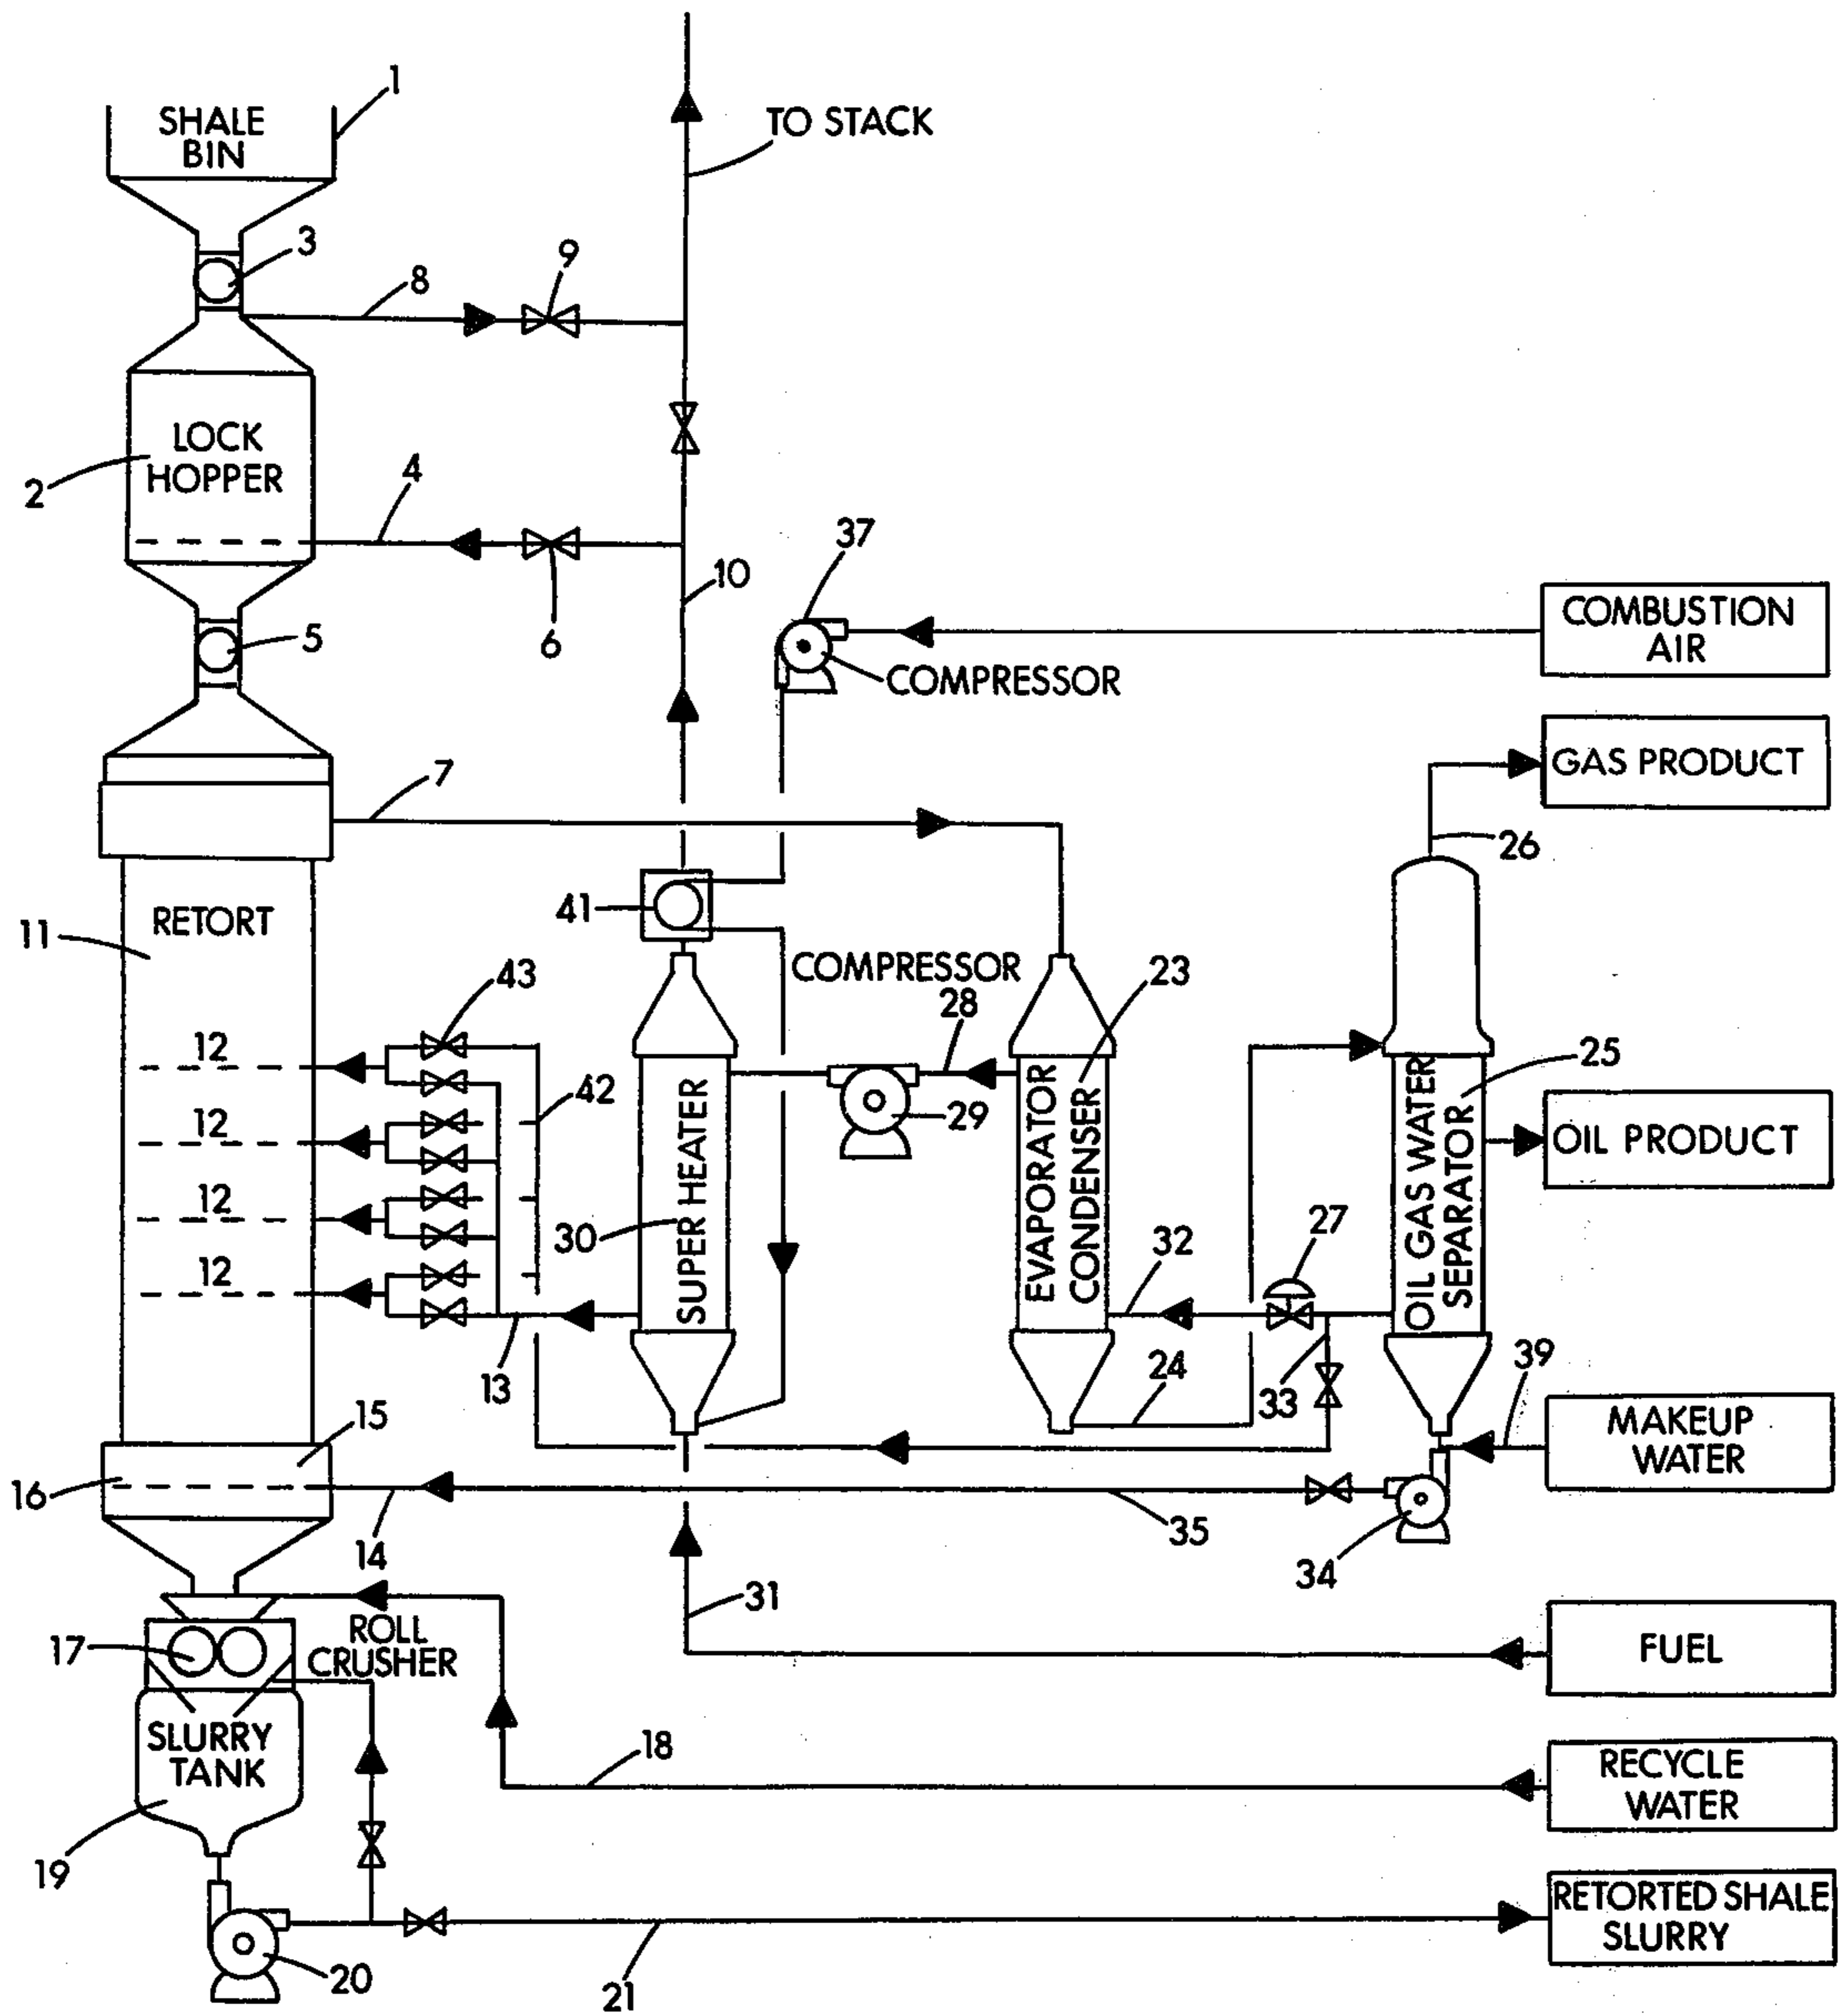 1
SHALE
BIN
TO STACK
3
9
8
LOCK
HOPPER
2
4
37
10
COMBUSTION
AIR
5
6
COMPRESSOR
GAS PRODUCT
7
26
41
RETORT
11
COMPRESSOR
23
43
28
12
25
42
29
12
OIL PRODUCT
12
30
SUPER HEATER
EVAPORATOR
CONDENSER
OIL GAS WATER
SEPARATOR
27
32
12
13
24
33
39
15
MAKEUP
WATER
16
14
35
34
31
ROLL
CRUSHER
17
FUEL
SLURRY
TANK
18
RECYCLE
WATER
19
RETORTED SHALE
SLURRY
20
21